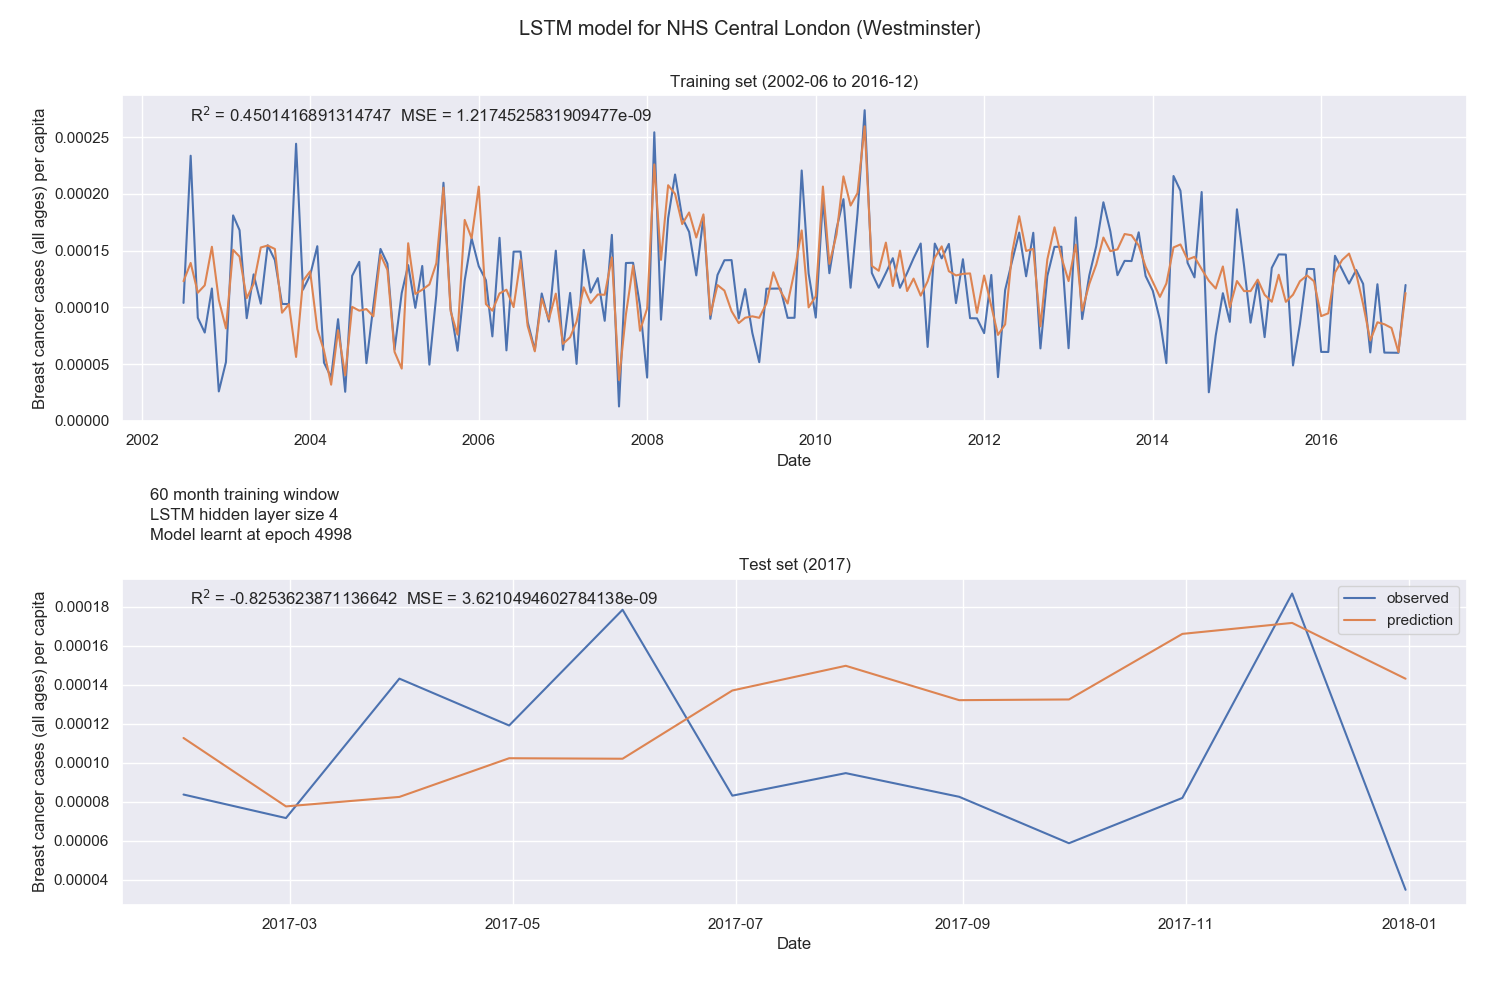 LSTM model for NHS Central London (Westminster)
Training set (2002-06 to 2016-12)
R² = 0.4501416891314747  MSE = 1.2174525831909477e-09
Breast cancer cases (all ages) per capita
0.00025
0.00020
0.00015
0.00010
0.00005
0.00000
2002 2004 2006 2008 2010 2012 2014 2016
Date
60 month training window
LSTM hidden layer size 4
Model learnt at epoch 4998
Test set (2017)
R² = -0.8253623871136642  MSE = 3.6210494602784138e-09
observed
prediction
Breast cancer cases (all ages) per capita
0.00018
0.00016
0.00014
0.00012
0.00010
0.00008
0.00006
0.00004
2017-03 2017-05 2017-07 2017-09 2017-11 2018-01
Date